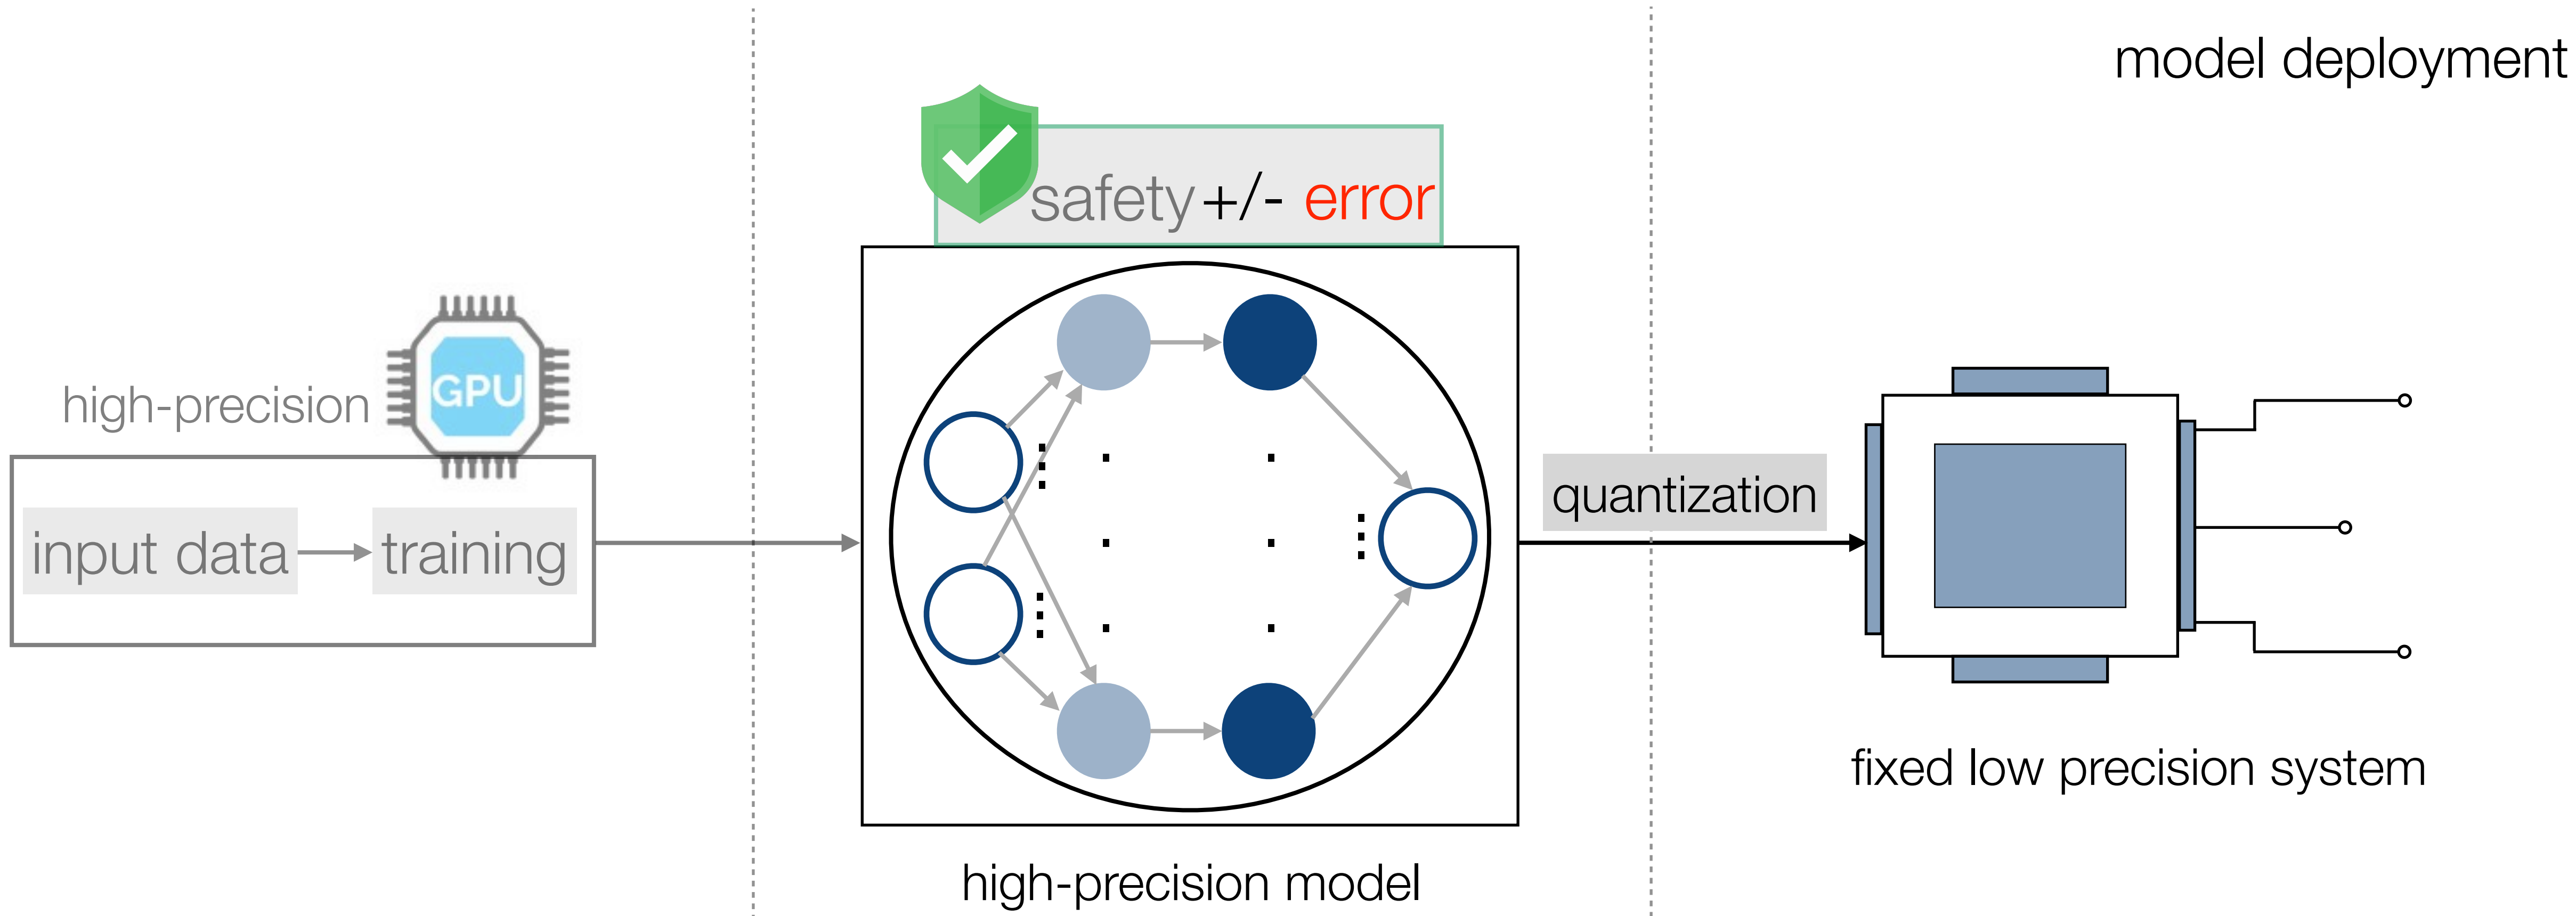 model deployment
safety +/- error
high-precision
GPU
input data
training
quantization
fixed low precision system
high-precision model